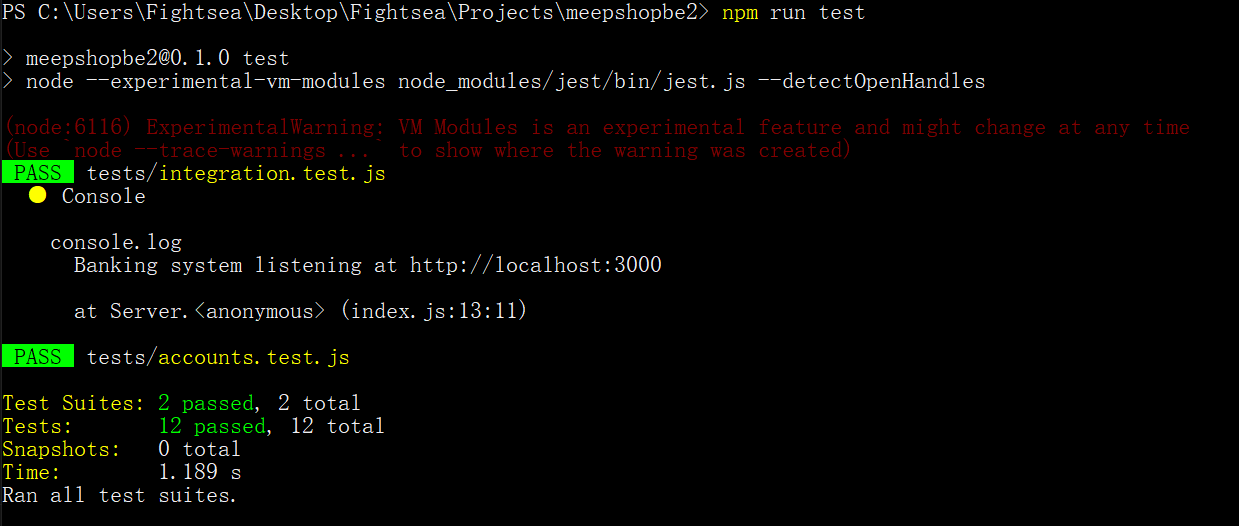 PS C:\Users\Fightsea\Desktop\Fightsea\Projects\meepshopbe2> npm run test
> meepshopbe2@0.1.0 test
> node --experimental-vm-modules node_modules/jest/bin/jest.js --detectOpenHandles
(node:6116) ExperimentalWarning: VM Modules is an experimental feature and might change at any time
(Use `node --trace-warnings ...` to show where the warning was created)
PASS tests/integration.test.js
● Console
console.log
Banking system listening at http://localhost:3000
at Server.<anonymous> (index.js:13:11)
PASS tests/accounts.test.js
Test Suites: 2 passed, 2 total
Tests: 12 passed, 12 total
Snapshots: 0 total
Time: 1.189 s
Ran all test suites.